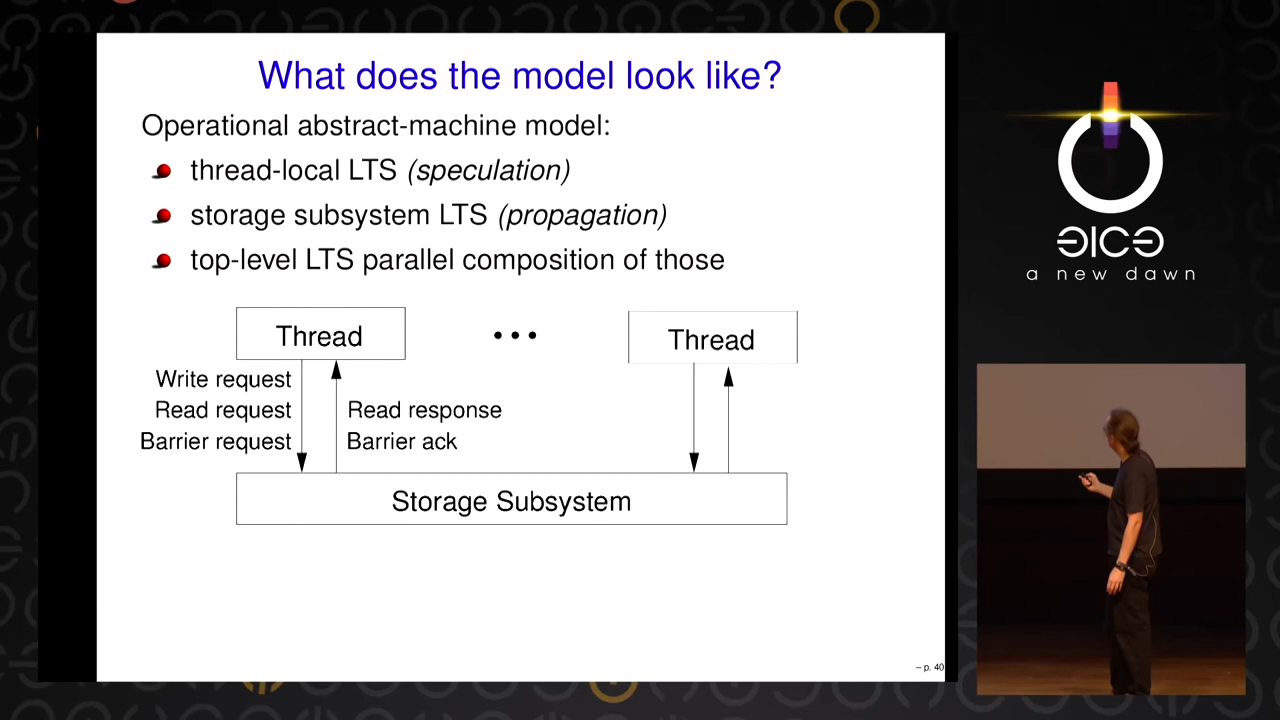 What does the model look like?
Operational abstract-machine model:
thread-local LTS (speculation)
storage subsystem LTS (propagation)
top-level LTS parallel composition of those
Thread
• • •
Thread
Write request
Read request
Barrier request
Read response
Barrier ack
Storage Subsystem
– p. 40
a new dawn